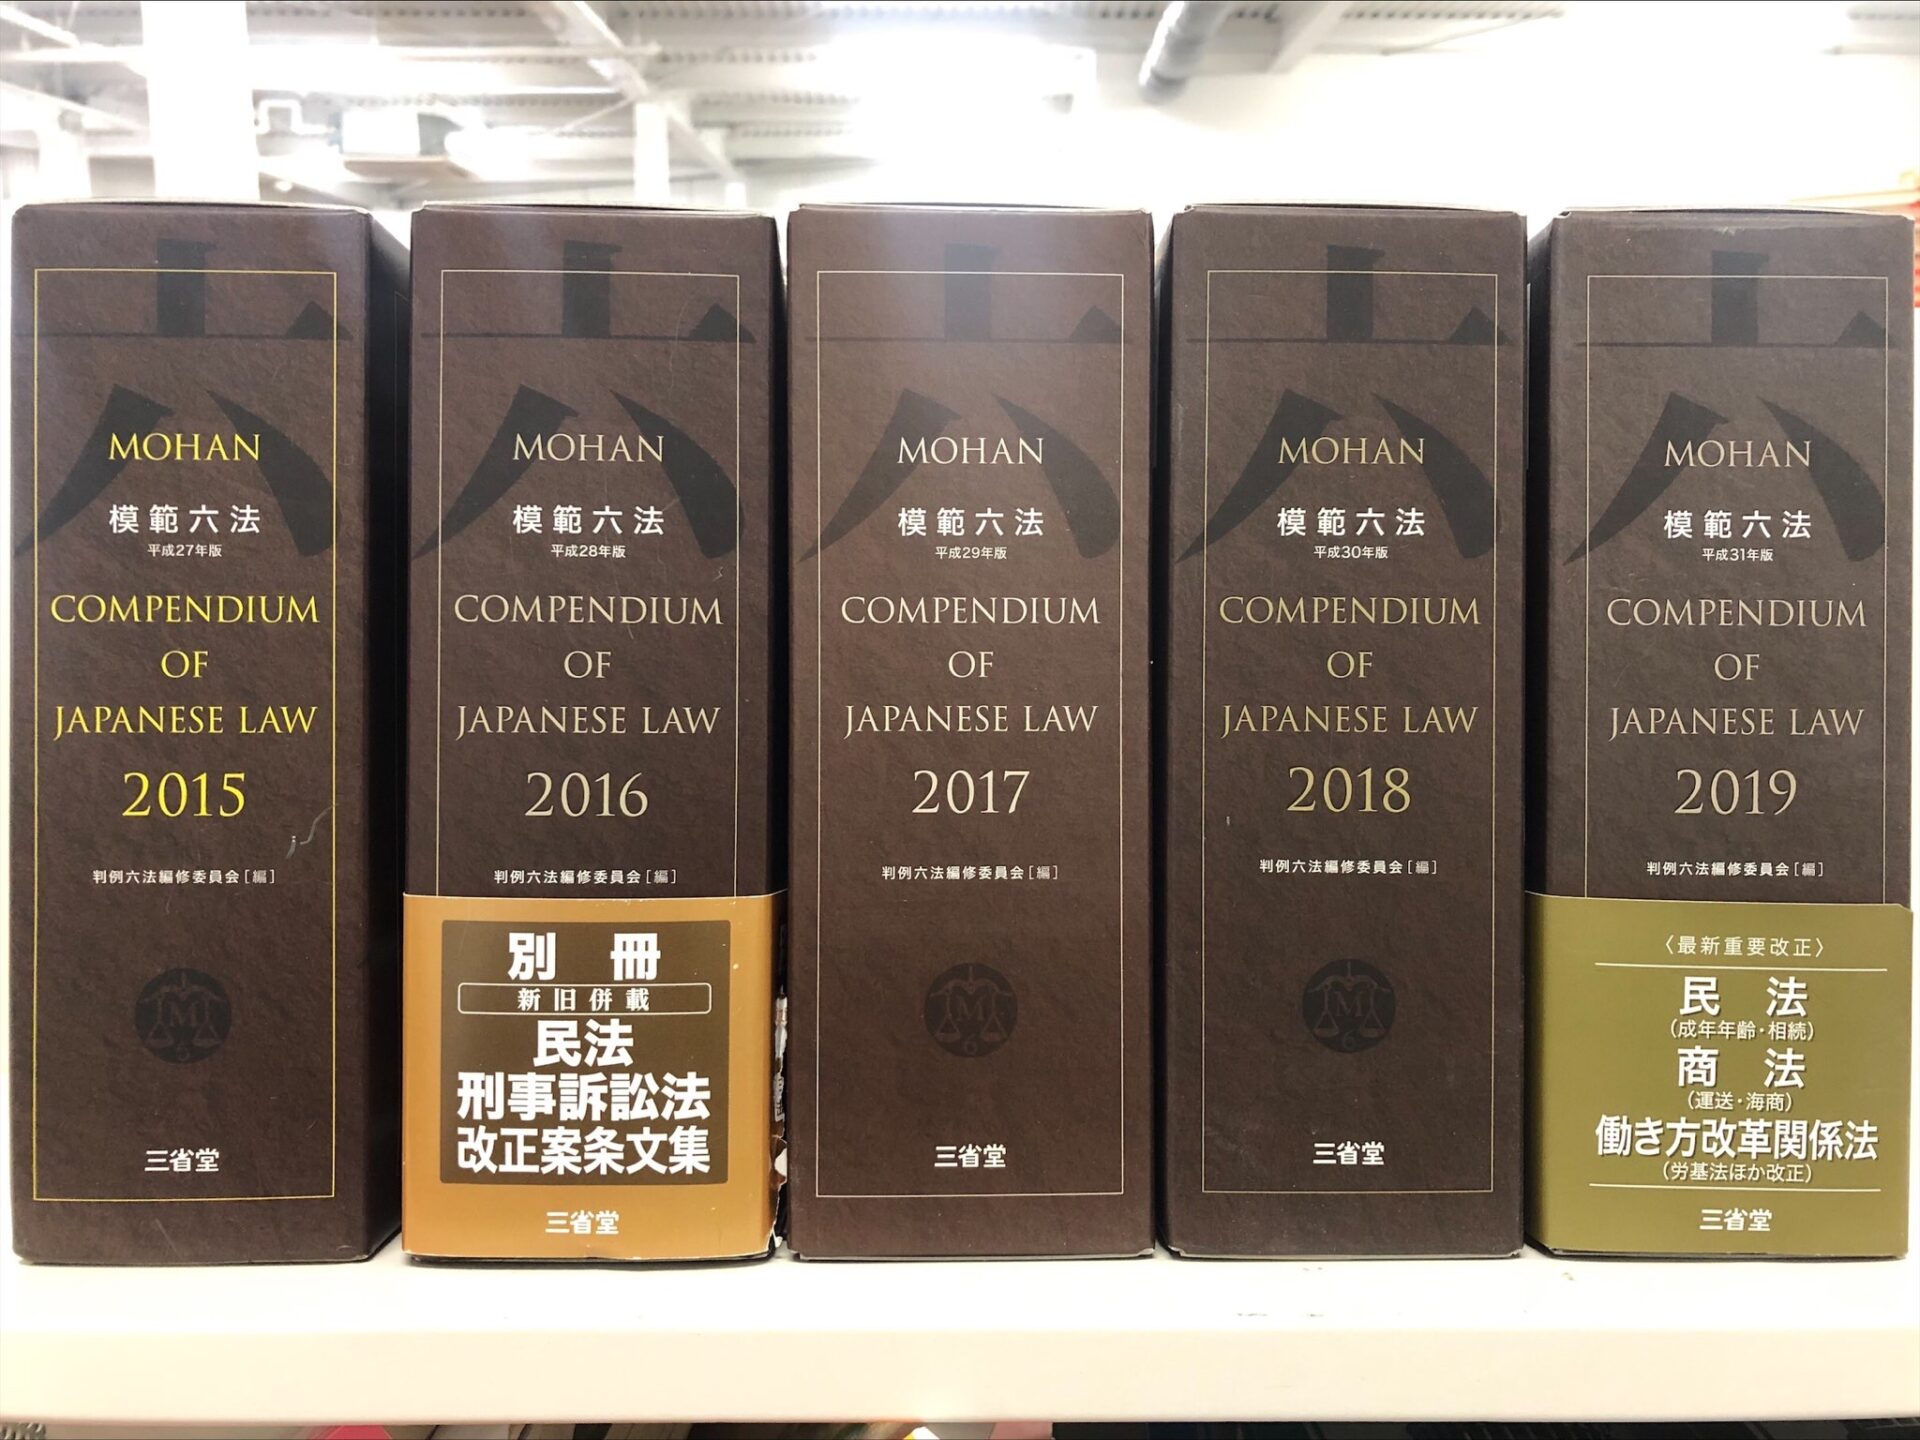 MOHAN
模範六法
平成27年版
COMPENDIUM
OF
JAPANESE LAW
2015
判例六法編修委員会[編]
三省堂
MOHAN
模範六法
平成28年版
COMPENDIUM
OF
JAPANESE LAW
2016
判例六法編修委員会[編]
別 冊
新旧併載
民法
刑事訴訟法
改正案条文集
三省堂
MOHAN
模範六法
平成29年版
COMPENDIUM
OF
JAPANESE LAW
2017
判例六法編修委員会[編]
M
6
三省堂
MOHAN
模範六法
平成30年版
COMPENDIUM
OF
JAPANESE LAW
2018
判例六法編修委員会[編]
M
6
三省堂
MOHAN
模範六法
平成31年版
COMPENDIUM
OF
JAPANESE LAW
2019
判例六法編修委員会[編]
〈最新重要改正〉
民 法
(成年年齢・相続)
商 法
(運送・海商)
働き方改革関係法
(労基法ほか改正)
三省堂